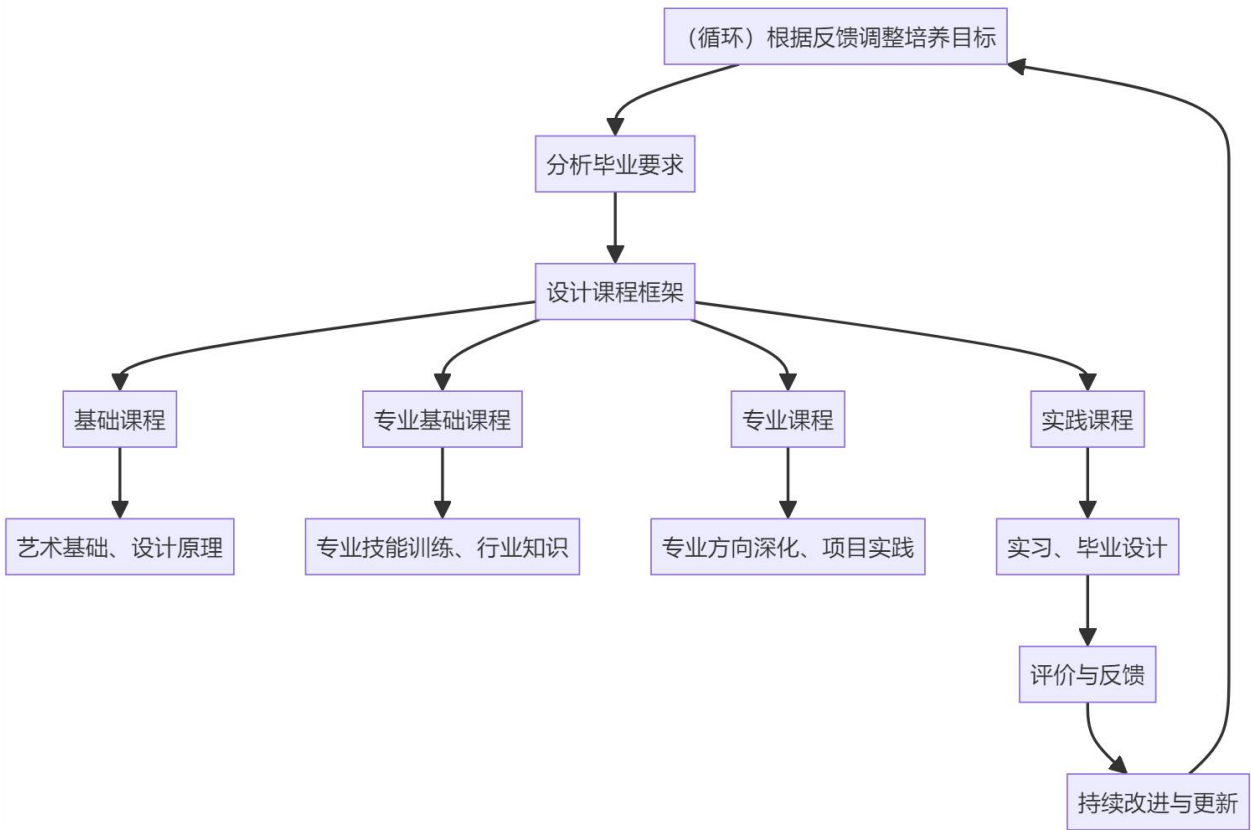 （循环）根据反馈调整培养目标
分析毕业要求
设计课程框架
基础课程
专业基础课程
专业课程
实践课程
艺术基础、设计原理
专业技能训练、行业知识
专业方向深化、项目实践
实习、毕业设计
评价与反馈
持续改进与更新